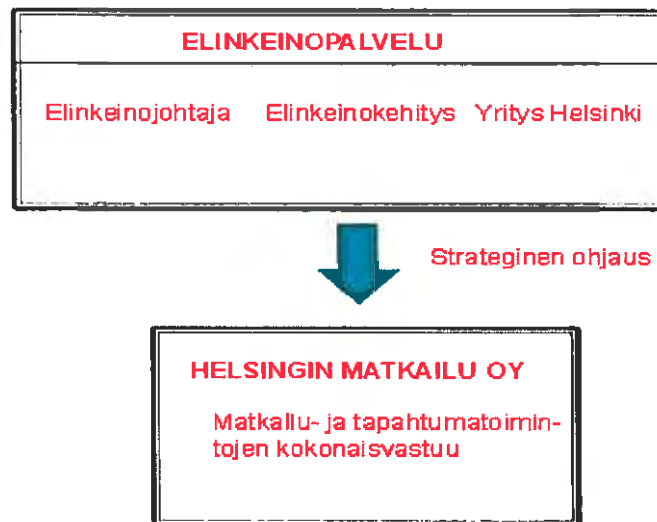 ELINKEINOPALVELU
Elinkeinojohtaja Elinkeinokehitys Yritys Helsinki
Strateginen ohjaus
HELSINGIN MATKAILU OY
Matkailu- ja tapahtumatoimin-
tojen kokonaisvastuu